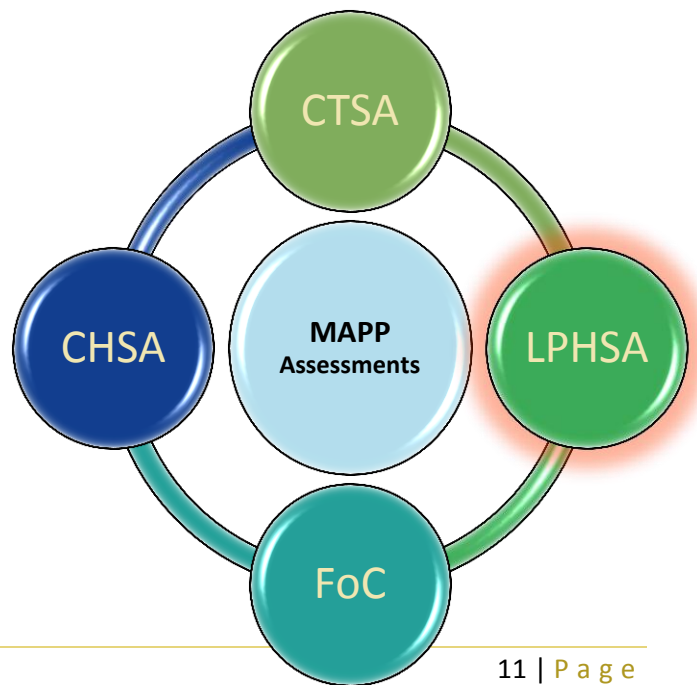 CTSA
CHSA
MAPP
Assessments
LPHSA
FoC
11 | P a g e